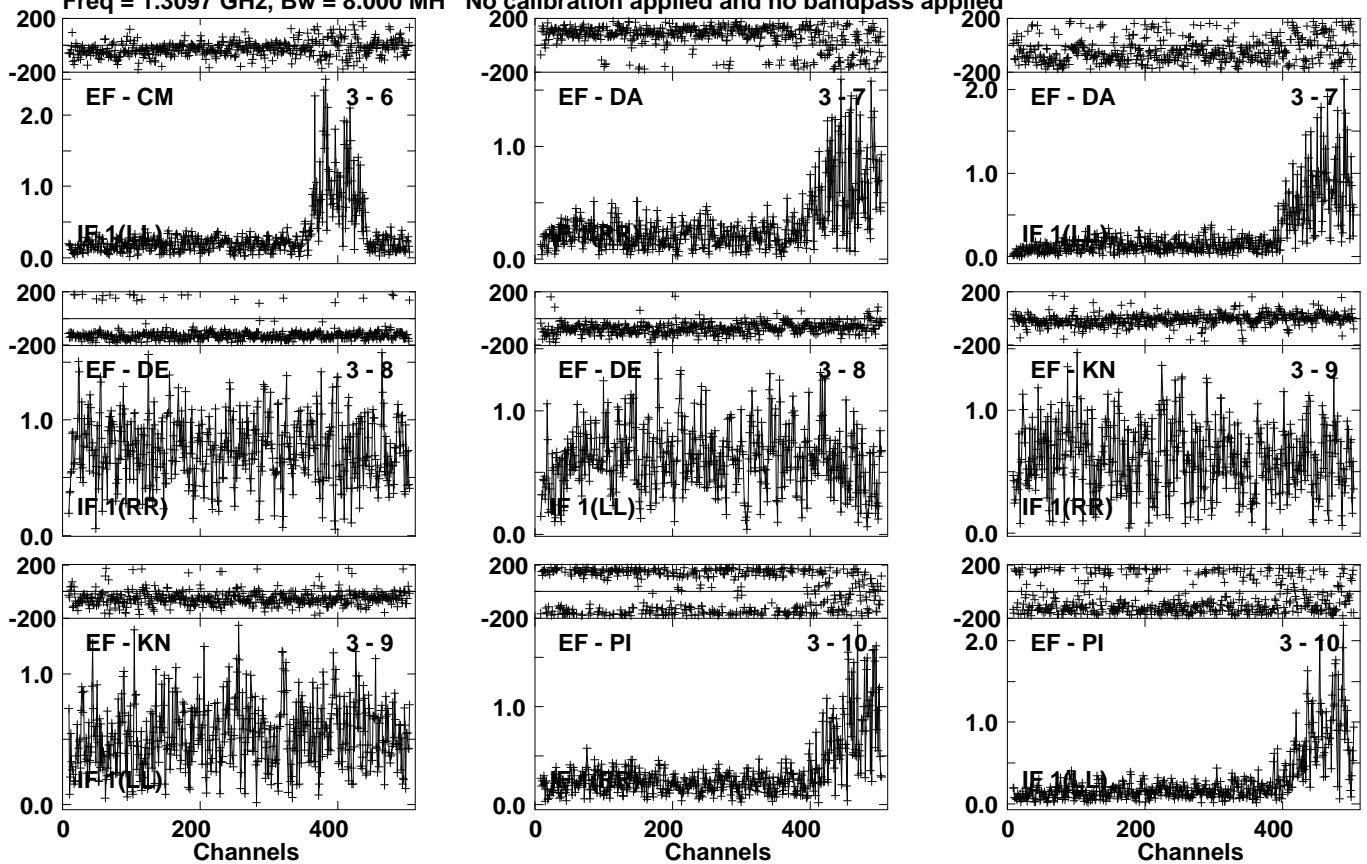 Freq = 1.3097 GHz, Bw = 8.000 MH No calibration applied and no bandpass applied
200 200 200
-200 -200 -200
EF - CM 3 - 6 EF - DA 3 - 7 EF - DA 3 - 7
2.0 2.0
1.0 1.0 1.0
IF 1(LL) IF 1(RR) IF 1(LL)
0.0 0.0 0.0
200 200 200
-200 -200 -200
EF - DE 3 - 8 EF - DE 3 - 8 EF - KN 3 - 9
1.0 1.0 1.0
IF 1(RR) IF 1(LL) IF 1(RR)
0.0 0.0 0.0
200 200 200
-200 -200 -200
EF - KN 3 - 9 EF - PI 3 - 10 EF - PI 3 - 10
2.0
1.0 1.0 1.0
IF 1(LL) IF 1(RR) IF 1(LL)
0.0 0.0 0.0
0 200 400 0 200 400 0 200 400
Channels Channels Channels